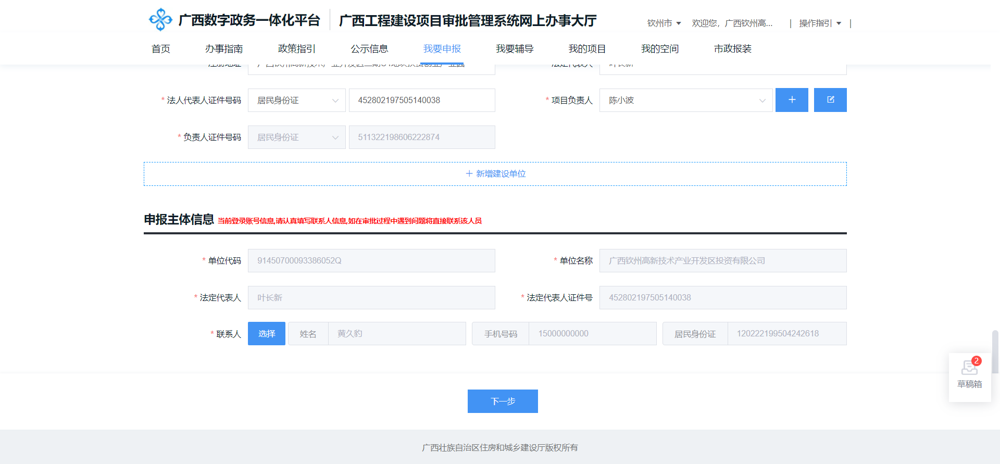 广西数字政务一体化平台 广西工程建设项目审批管理系统网上办事大厅 钦州市 欢迎您，广西钦州高... | 操作指引 |
首页 办事指南 政策指引 公示信息 我要申报 我要辅导 我的项目 我的空间 市政报装
* 法人代表人证件号码 居民身份证 452802197505140038 * 项目负责人 陈小波
* 负责人证件号码 居民身份证 511322198606222874
+ 新增建设单位
申报主体信息 当前登录账号信息,请认真填写联系人信息,如在审批过程中遇到问题将直接联系该人员
* 单位代码 91450700093386052Q * 单位名称 广西钦州高新技术产业开发区投资有限公司
* 法定代表人 叶长新 * 法定代表人证件号 452802197505140038
* 联系人 选择 姓名 黄久豹 手机号码 15000000000 居民身份证 120222199504242618
2
草稿箱
下一步
广西壮族自治区住房和城乡建设厅版权所有